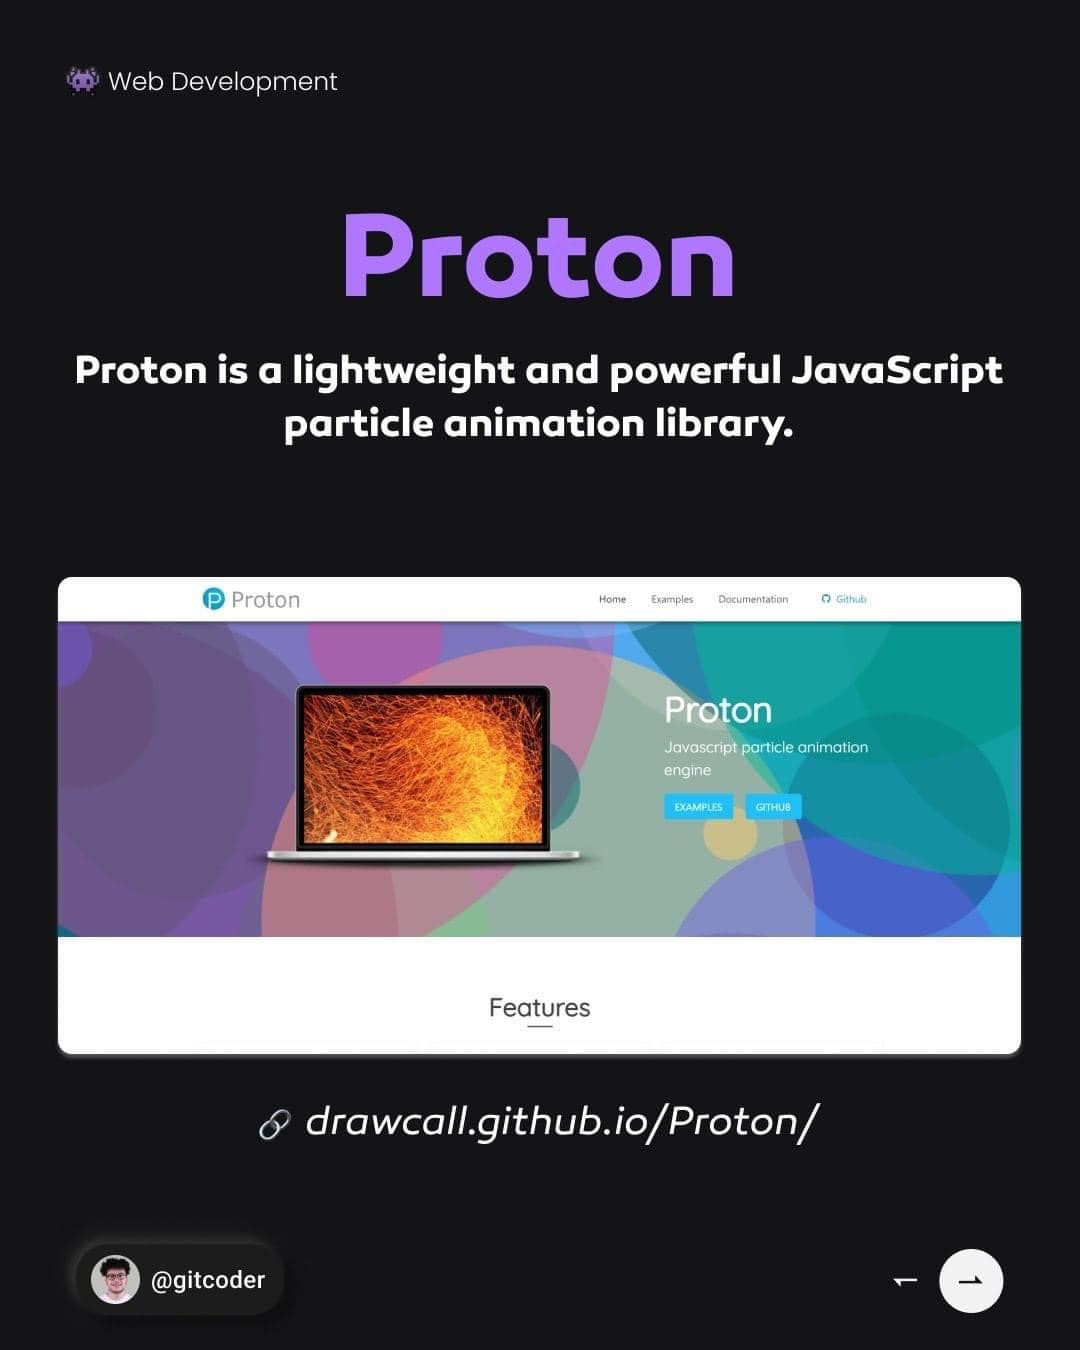 Web Development
Proton
Proton is a lightweight and powerful JavaScript
particle animation library.
Proton
Home Examples Documentation Github
Proton
Javascript particle animation
engine
EXAMPLES GITHUB
Features
drawcall.github.io/Proton/
@gitcoder